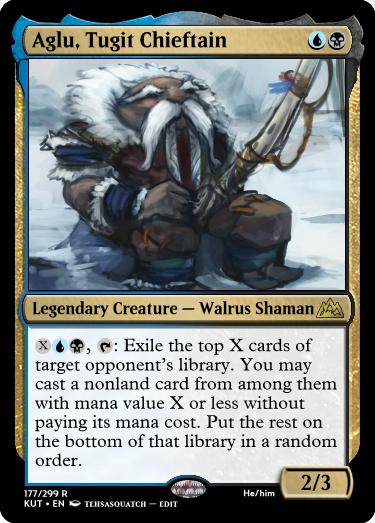 Aglu, Tugit Chieftain
Legendary Creature — Walrus Shaman
X, : Exile the top X cards of
target opponent's library. You may
cast a nonland card from among them
with mana value X or less without
paying its mana cost. Put the rest on
the bottom of that library in a random
order.
2/3
177/299 R
KUT • EN TEHSASQUATCH — EDIT
He/him